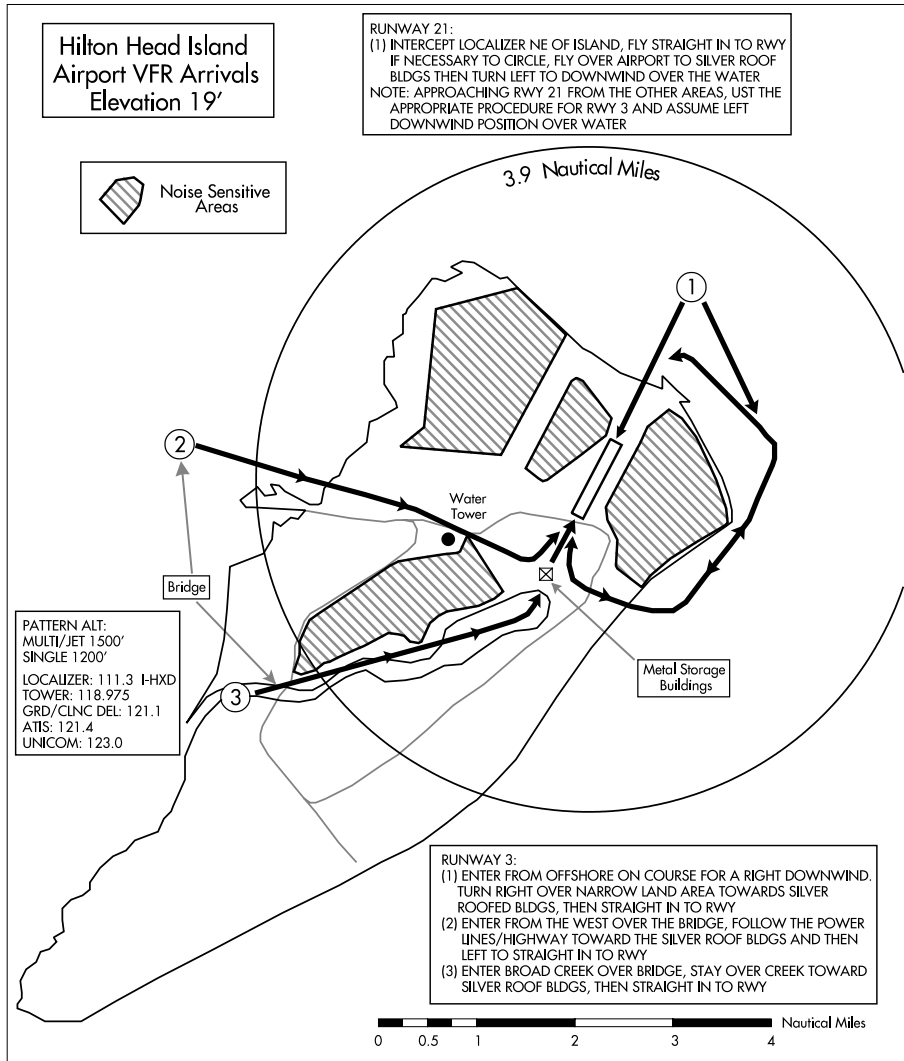 Hilton Head Island
Airport VFR Arrivals
Elevation 19'
RUNWAY 21:
(1) INTERCEPT LOCALIZER NE OF ISLAND, FLY STRAIGHT IN TO RWY
IF NECESSARY TO CIRCLE, FLY OVER AIRPORT TO SILVER ROOF
BLDGS THEN TURN LEFT TO DOWNWIND OVER THE WATER
NOTE: APPROACHING RWY 21 FROM THE OTHER AREAS, UST THE
APPROPRIATE PROCEDURE FOR RWY 3 AND ASSUME LEFT
DOWNWIND POSITION OVER WATER
Noise Sensitive
Areas
3.9 Nautical Miles
1
2
Water
Tower
Bridge
PATTERN ALT:
MULTI/JET 1500'
SINGLE 1200'
LOCALIZER: 111.3 I-HXD
TOWER: 118.975
GRD/CLNC DEL: 121.1
ATIS: 121.4
UNICOM: 123.0
3
Metal Storage
Buildings
RUNWAY 3:
(1) ENTER FROM OFFSHORE ON COURSE FOR A RIGHT DOWNWIND.
TURN RIGHT OVER NARROW LAND AREA TOWARDS SILVER
ROOFED BLDGS, THEN STRAIGHT IN TO RWY
(2) ENTER FROM THE WEST OVER THE BRIDGE, FOLLOW THE POWER
LINES/HIGHWAY TOWARD THE SILVER ROOF BLDGS AND THEN
LEFT TO STRAIGHT IN TO RWY
(3) ENTER BROAD CREEK OVER BRIDGE, STAY OVER CREEK TOWARD
SILVER ROOF BLDGS, THEN STRAIGHT IN TO RWY
Nautical Miles
0 0.5 1 2 3 4